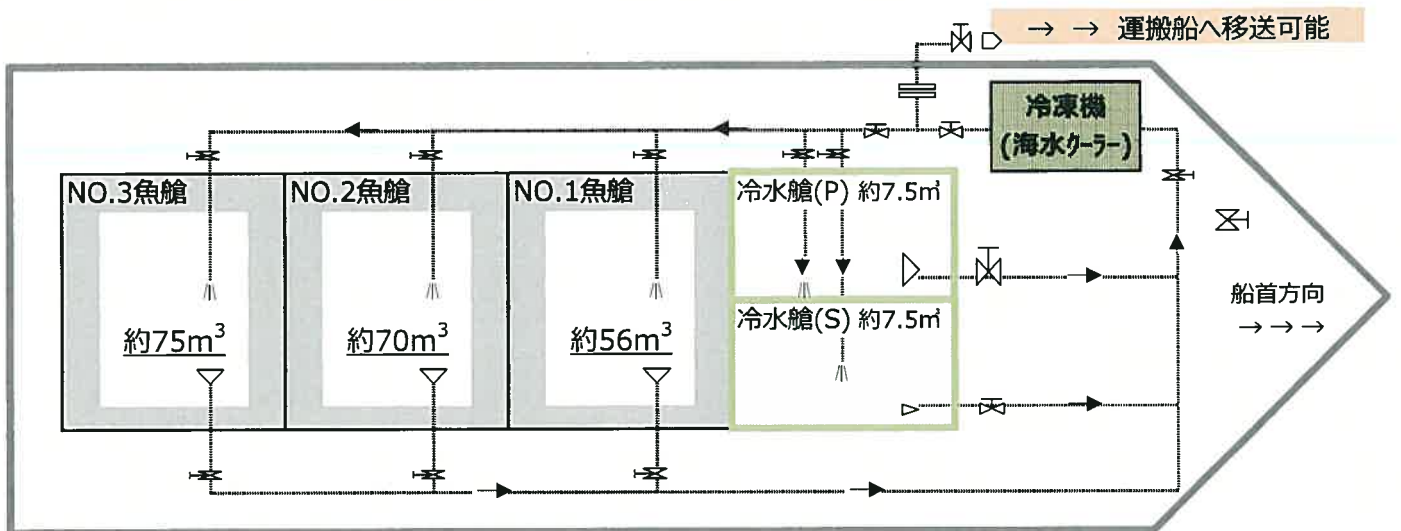 → → 運搬船へ移送可能
冷凍機
(海水クーラー)
NO.3魚艙
NO.2魚艙
NO.1魚艙
冷水艙(P) 約7.5㎥
冷水艙(S) 約7.5㎥
約75m³
約70m³
約56m³
船首方向
→→→